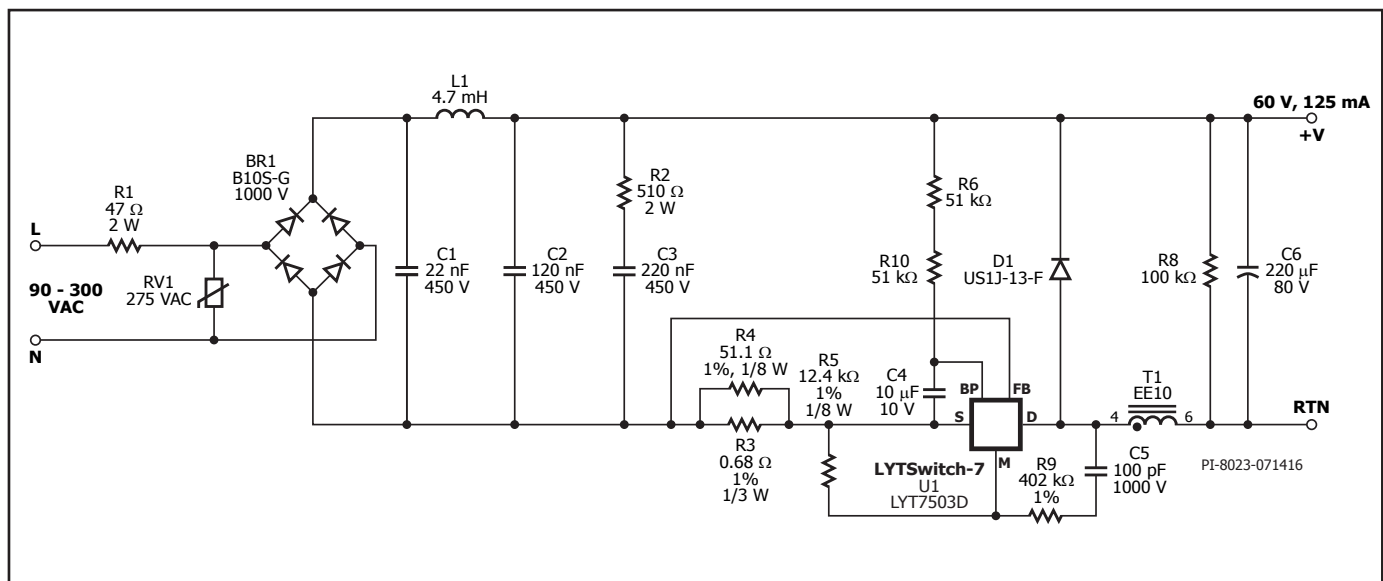 L1
4.7 mH
60 V, 125 mA
+V
BR1
B10S-G
1000 V
R1
47 Ω
2 W
L
RV1
275 VAC
90 - 300
VAC
N
C1
22 nF
450 V
C2
120 nF
450 V
R2
510 Ω
2 W
C3
220 nF
450 V
R6
51 kΩ
R10
51 kΩ
D1
US1J-13-F
R8
100 kΩ
C6
220 μF
80 V
R4
51.1 Ω
1%, 1/8 W
R3
0.68 Ω
1%
1/3 W
R5
12.4 kΩ
1%
1/8 W
C4
10 μF
10 V
BP
FB
S
D
M
LYTSwitch-7
U1
LYT7503D
R9
402 kΩ
1%
C5
100 pF
1000 V
T1
EE10
4
6
RTN
PI-8023-071416